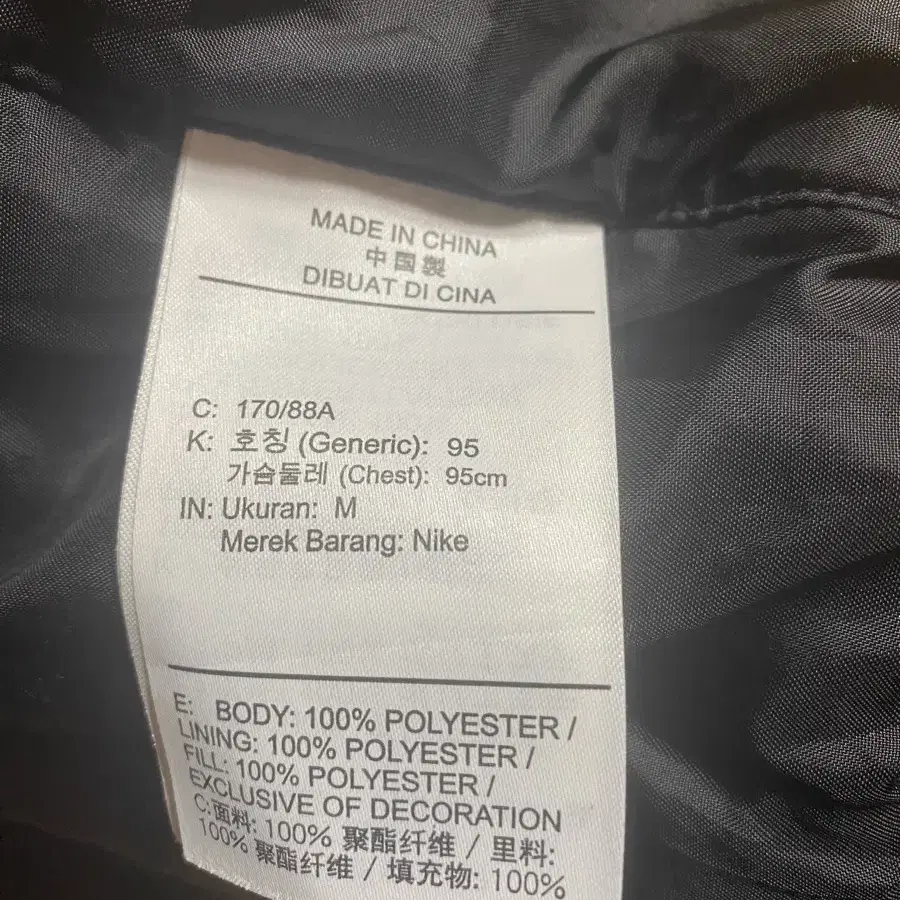 MADE IN CHINA
中国製
DIBUAT DI CINA
C: 170/88A
K: 호칭 (Generic): 95
가슴둘레 (Chest): 95cm
IN: Ukuran: M
Merek Barang: Nike
E: BODY: 100% POLYESTER /
LINING: 100% POLYESTER /
FILL: 100% POLYESTER /
EXCLUSIVE OF DECORATION
C:面料: 100% 聚酯纤维 / 里料:
100% 聚酯纤维 / 填充物: 100%